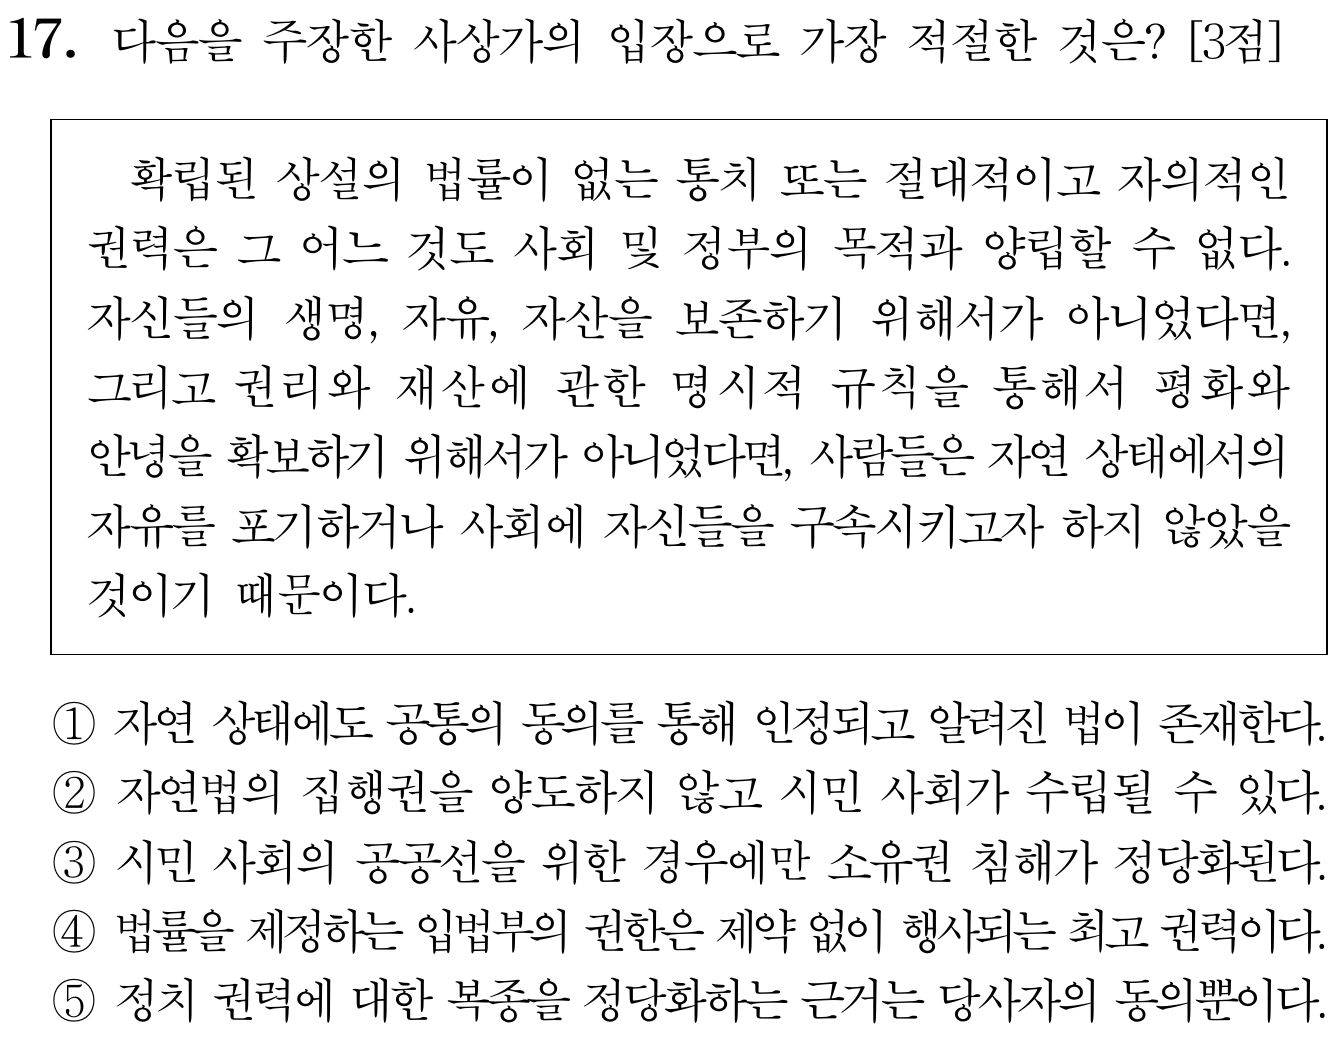 17. 다음을 주장한 사상가의 입장으로 가장 적절한 것은? [3점]
확립된 상설의 법률이 없는 통치 또는 절대적이고 자의적인
권력은 그 어느 것도 사회 및 정부의 목적과 양립할 수 없다.
자신들의 생명, 자유, 자산을 보존하기 위해서가 아니었다면,
그리고 권리와 재산에 관한 명시적 규칙을 통해서 평화와
안녕을 확보하기 위해서가 아니었다면, 사람들은 자연 상태에서의
자유를 포기하거나 사회에 자신들을 구속시키고자 하지 않았을
것이기 때문이다.
① 자연 상태에도 공통의 동의를 통해 인정되고 알려진 법이 존재한다.
② 자연법의 집행권을 양도하지 않고 시민 사회가 수립될 수 있다.
③ 시민 사회의 공공선을 위한 경우에만 소유권 침해가 정당화된다.
④ 법률을 제정하는 입법부의 권한은 제약 없이 행사되는 최고 권력이다.
⑤ 정치 권력에 대한 복종을 정당화하는 근거는 당사자의 동의뿐이다.